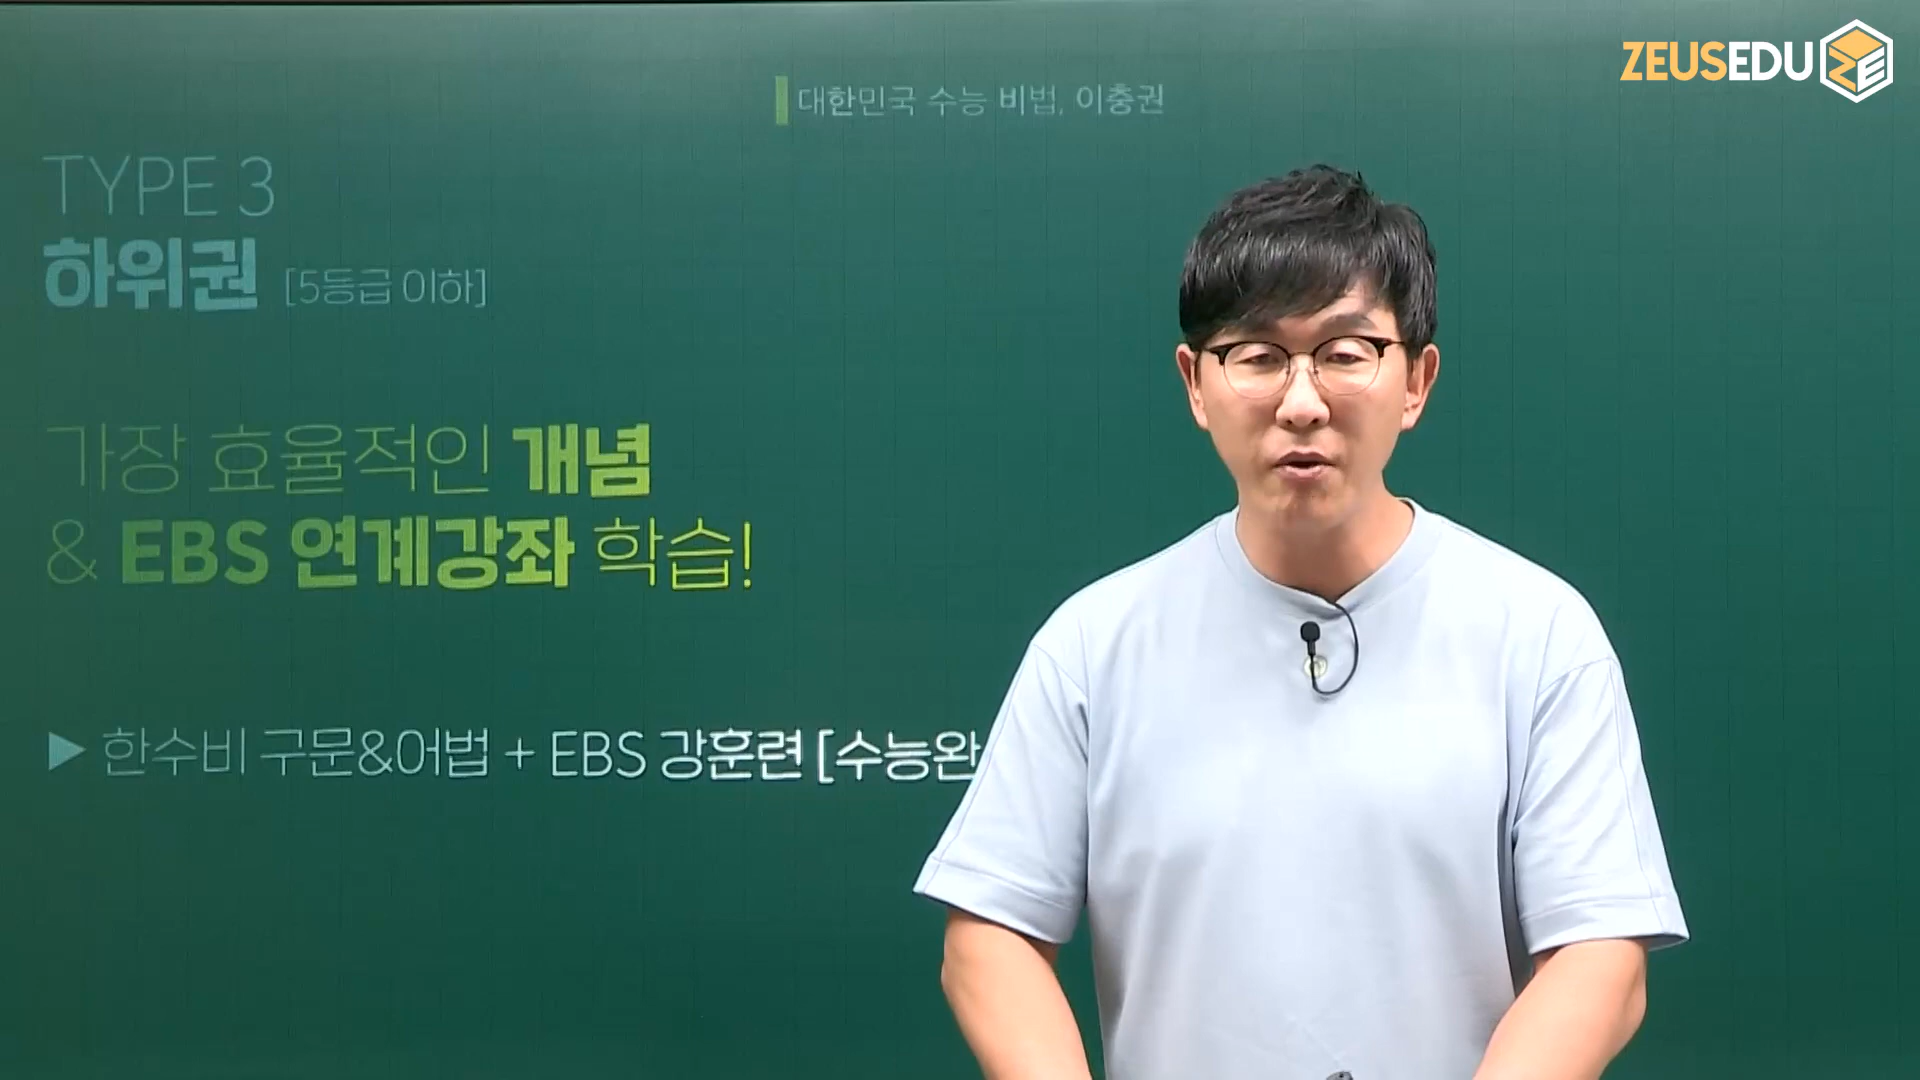 ZEUSEDU
대한민국 수능 비법, 이충권
TYPE 3
하위권 [5등급 이하]
가장 효율적인 개념
& EBS 연계강좌 학습!
▶ 한수비 구문&어법 + EBS 강훈련 [수능완